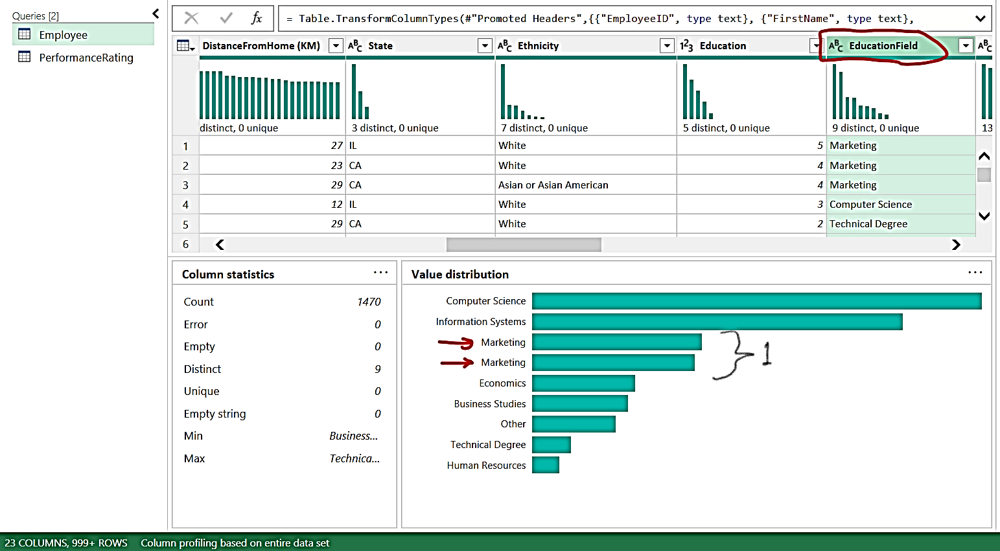 Queries [2]
Employee
PerformanceRating
fx
= Table.TransformColumnTypes(#"Promoted Headers",{{"EmployeeID", type text}, {"FirstName", type text},
DistanceFromHome (KM) ABC State ABC Ethnicity 123 Education ABC EducationField ABC
distinct, 0 unique 3 distinct, 0 unique 7 distinct, 0 unique 5 distinct, 0 unique 9 distinct, 0 unique 13
1 27 IL White 5 Marketing
2 23 CA White 4 Marketing
3 29 CA Asian or Asian American 4 Marketing
4 12 IL White 3 Computer Science
5 29 CA White 2 Technical Degree
6
Column statistics ...
Count 1470
Error 0
Empty 0
Distinct 9
Unique 0
Empty string 0
Min Business...
Max Technica...
Value distribution ...
Computer Science
Information Systems
Marketing
Marketing
1
Economics
Business Studies
Other
Technical Degree
Human Resources
23 COLUMNS, 999+ ROWS Column profiling based on entire data set